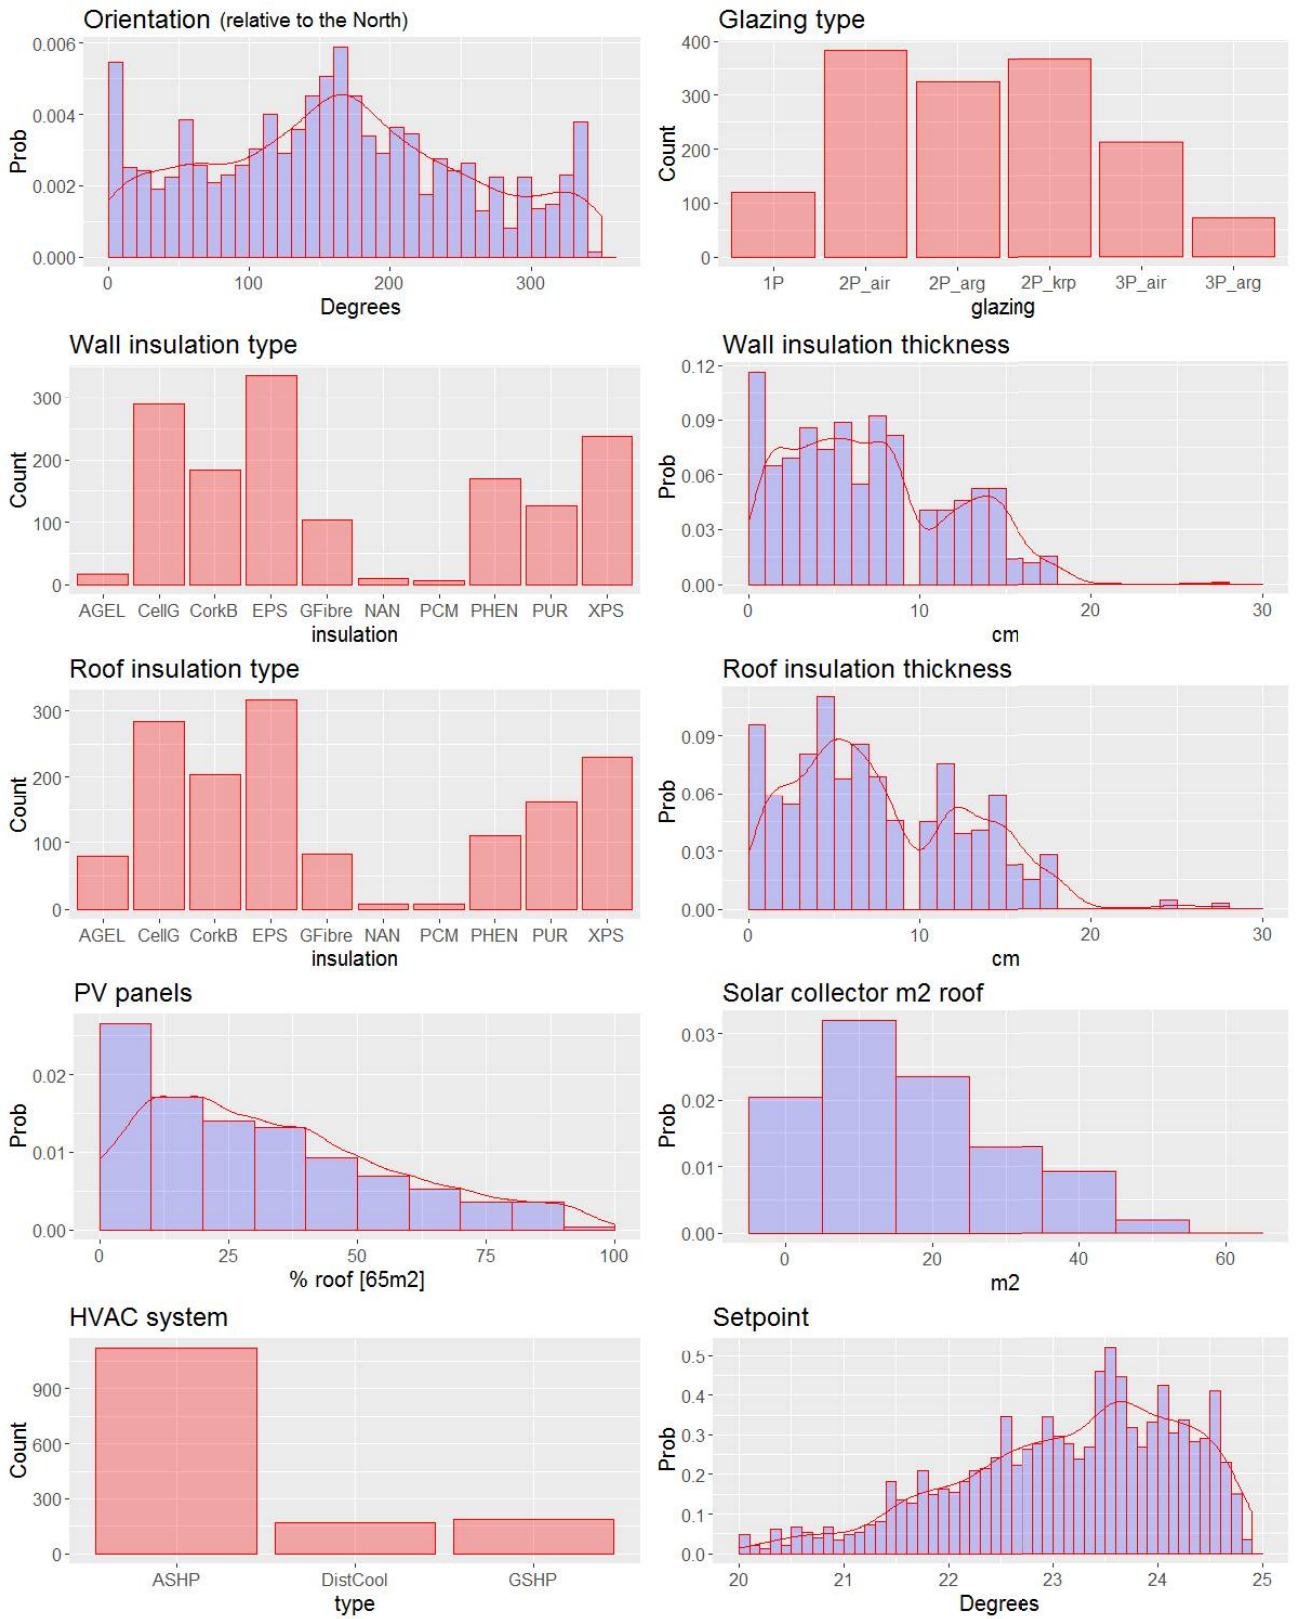 Orientation (relative to the North)
0.006
0.004
0.002
0.000
Prob
0 100 200 300
Degrees
Glazing type
400
300
200
100
0
Count
1P 2P_air 2P_arg 2P_krp 3P_air 3P_arg
glazing
Wall insulation type
300
200
100
0
Count
AGEL CellG CorkB EPS GFibre NAN PCM PHEN PUR XPS
insulation
Wall insulation thickness
0.12
0.09
0.06
0.03
0.00
Prob
0 10 20 30
cm
Roof insulation type
300
200
100
0
Count
AGEL CellG CorkB EPS GFibre NAN PCM PHEN PUR XPS
insulation
Roof insulation thickness
0.09
0.06
0.03
0.00
Prob
0 10 20 30
cm
PV panels
0.02
0.01
0.00
Prob
0 25 50 75 100
% roof [65m2]
Solar collector m2 roof
0.03
0.02
0.01
0.00
Prob
0 20 40 60
m2
HVAC system
900
600
300
0
Count
ASHP DistCool GSHP
type
Setpoint
0.5
0.4
0.3
0.2
0.1
0.0
Prob
20 21 22 23 24 25
Degrees